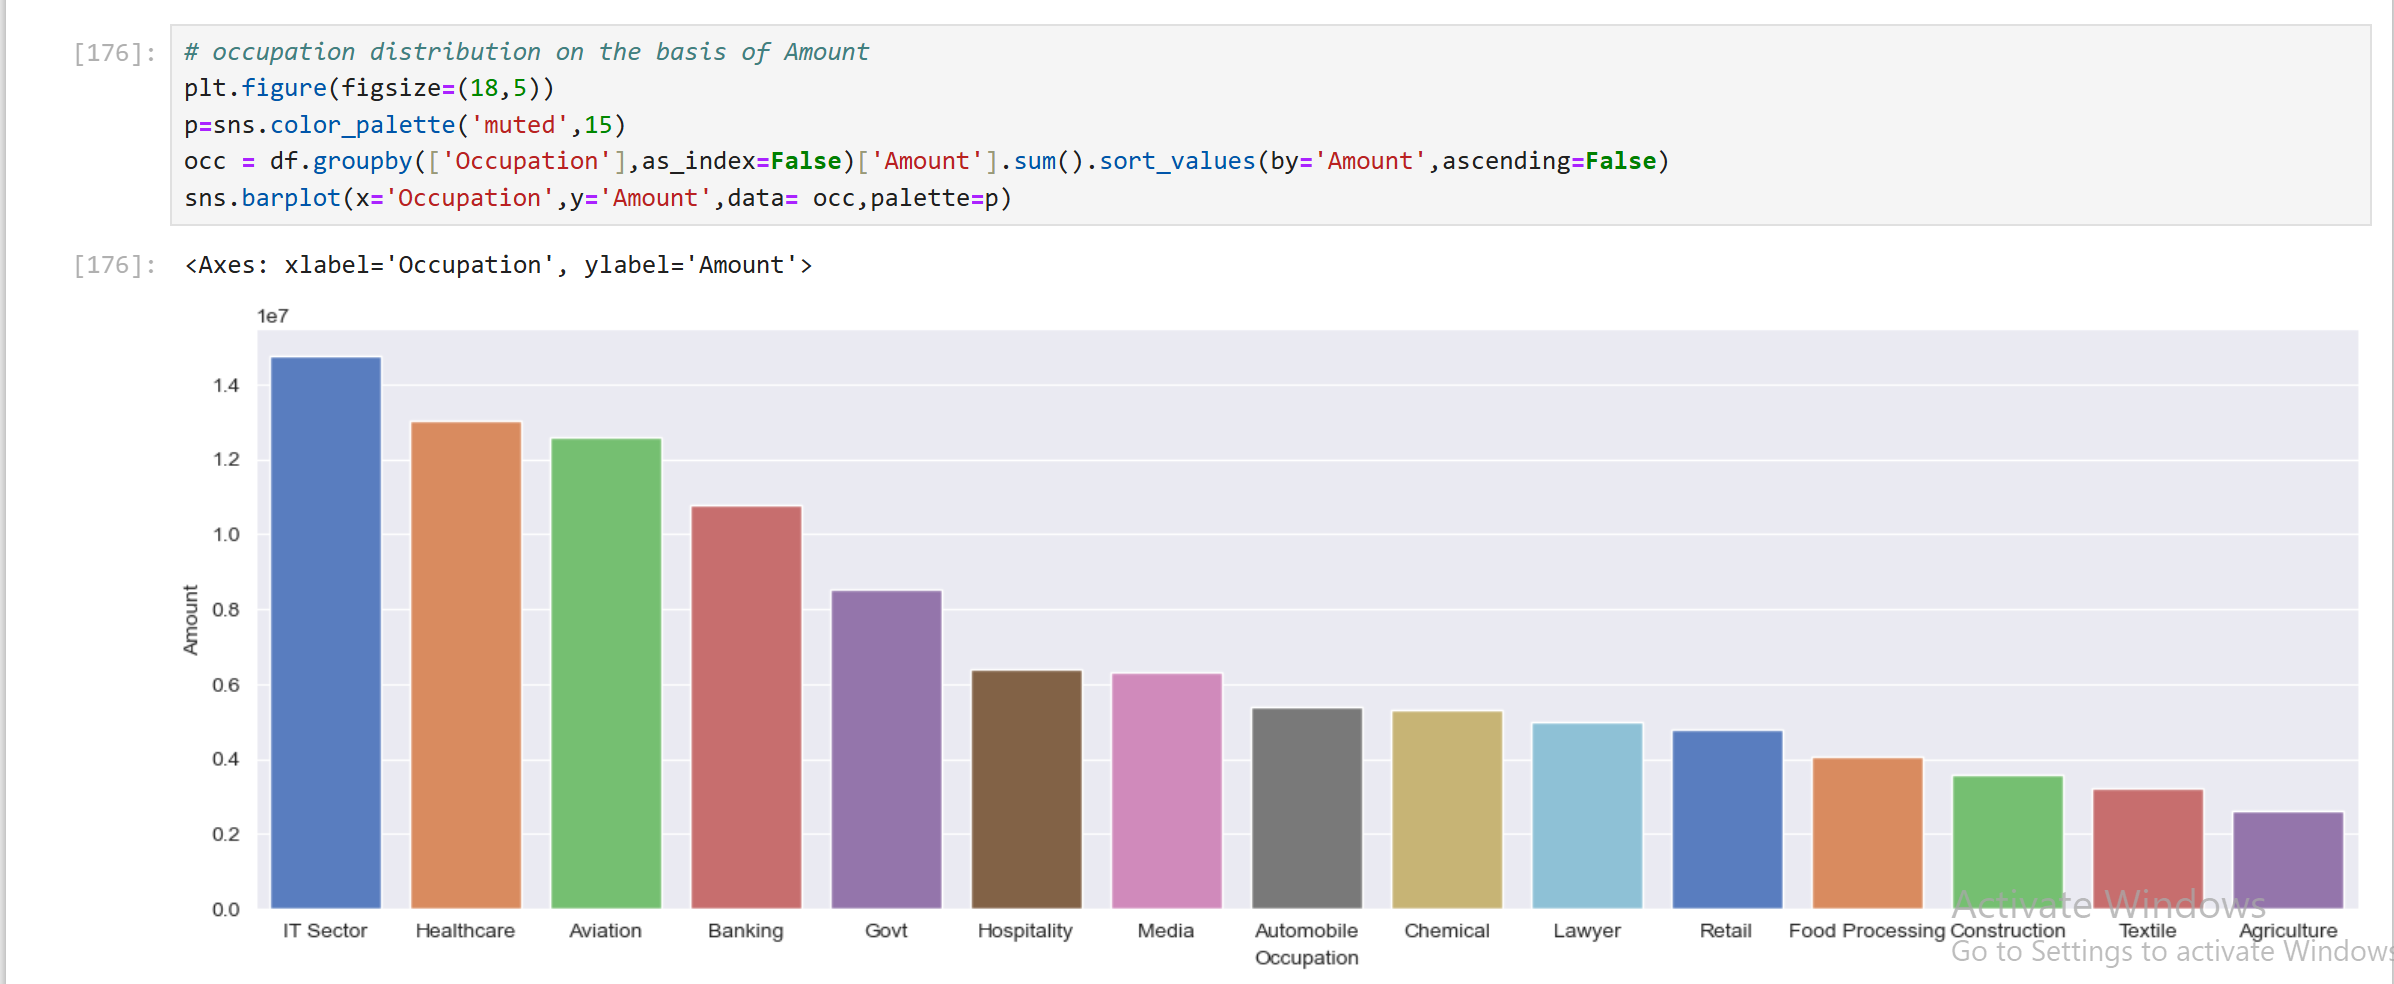 [176]: # occupation distribution on the basis of Amount
plt.figure(figsize=(18,5))
p=sns.color_palette('muted',15)
occ = df.groupby(['Occupation'],as_index=False)['Amount'].sum().sort_values(by='Amount',ascending=False)
sns.barplot(x='Occupation',y='Amount',data= occ,palette=p)
[176]: <Axes: xlabel='Occupation', ylabel='Amount'>
1e7
1.4
1.2
1.0
0.8
0.6
0.4
0.2
0.0
Amount
IT Sector Healthcare Aviation Banking Govt Hospitality Media Automobile Chemical Lawyer Retail Food Processing Construction Textile Agriculture
Occupation
Activate Windows
Go to Settings to activate Windows